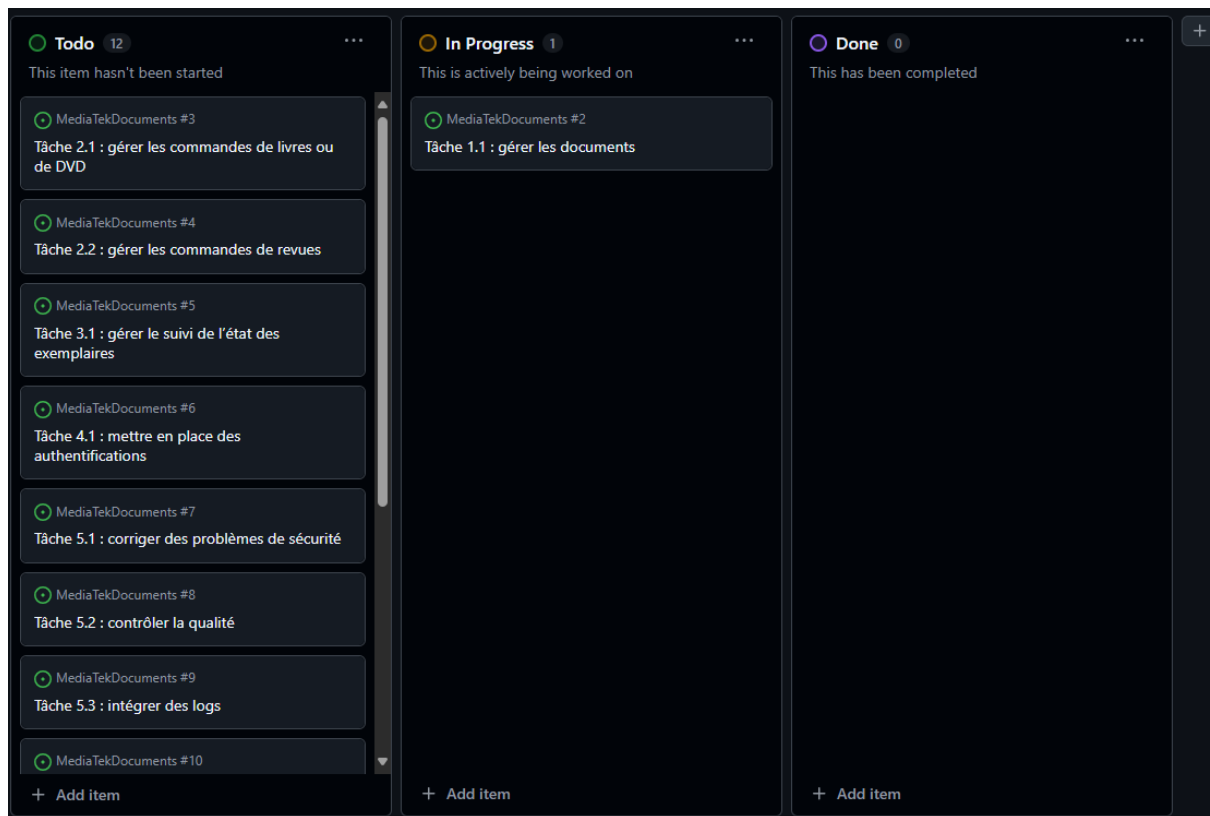 Todo 12
This item hasn't been started
MediaTekDocuments #3
Tâche 2.1 : gérer les commandes de livres ou
de DVD
MediaTekDocuments #4
Tâche 2.2 : gérer les commandes de revues
MediaTekDocuments #5
Tâche 3.1 : gérer le suivi de l’état des
exemplaires
MediaTekDocuments #6
Tâche 4.1 : mettre en place des
authentifications
MediaTekDocuments #7
Tâche 5.1 : corriger des problèmes de sécurité
MediaTekDocuments #8
Tâche 5.2 : contrôler la qualité
MediaTekDocuments #9
Tâche 5.3 : intégrer des logs
MediaTekDocuments #10
+ Add item
In Progress 1
This is actively being worked on
MediaTekDocuments #2
Tâche 1.1 : gérer les documents
+ Add item
Done 0
This has been completed
+ Add item